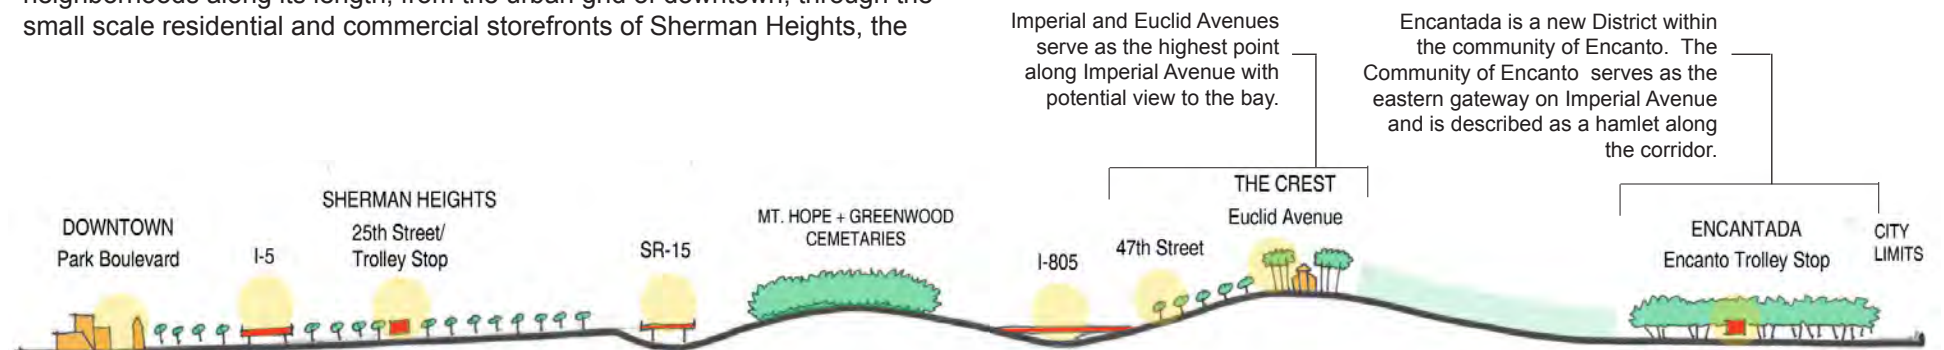 small scale residential and commercial storefronts of Sherman Heights, the
Imperial and Euclid Avenues
serve as the highest point
along Imperial Avenue with
potential view to the bay.
Encantada is a new District within
the community of Encanto. The
Community of Encanto serves as the
eastern gateway on Imperial Avenue
and is described as a hamlet along
the corridor.
DOWNTOWN
Park Boulevard
I-5
SHERMAN HEIGHTS
25th Street/
Trolley Stop
SR-15
MT. HOPE + GREENWOOD
CEMETARIES
I-805
47th Street
THE CREST
Euclid Avenue
ENCANTADA
Encanto Trolley Stop
CITY
LIMITS